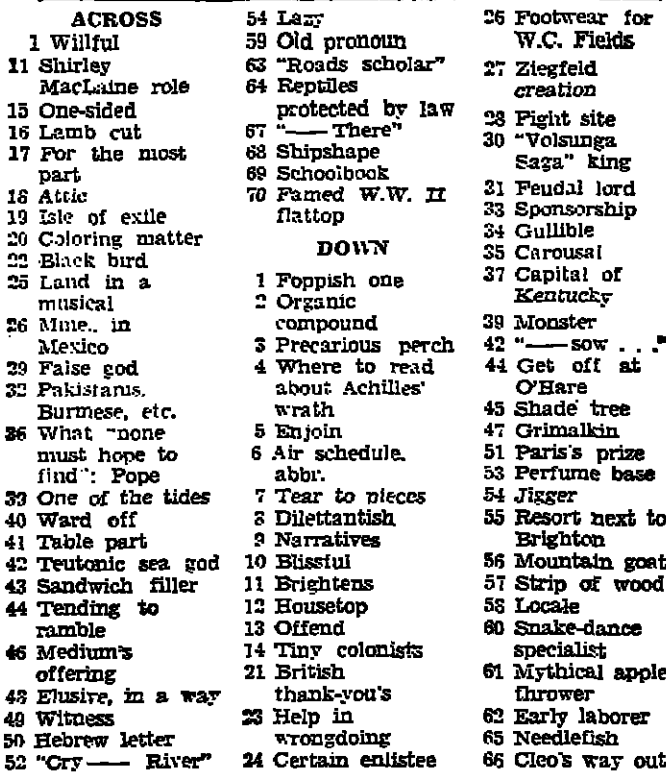 ACROSS
1 Willful
11 Shirley
MacLaine role
15 One-sided
16 Lamb cut
17 For the most
part
18 Attic
19 Isle of exile
20 Coloring matter
22 Black bird
25 Land in a
musical
26 Mme., in
Mexico
29 False god
32 Pakistanis,
Burmese, etc.
36 What "none
must hope to
find": Pope
39 One of the tides
40 Ward off
41 Table part
42 Teutonic sea god
43 Sandwich filler
44 Tending to
ramble
46 Medium's
offering
48 Elusive, in a way
49 Witness
50 Hebrew letter
52 "Cry —— River"
54 Lazy
59 Old pronoun
63 "Roads scholar"
64 Reptiles
protected by law
67 "—— There"
68 Shipshape
69 Schoolbook
70 Famed W.W. II
flattop
DOWN
1 Foppish one
2 Organic
compound
3 Precarious perch
4 Where to read
about Achilles'
wrath
5 Enjoin
6 Air schedule,
abbr.
7 Tear to pieces
8 Dilettantish
9 Narratives
10 Blissful
11 Brightens
12 Housetop
13 Offend
14 Tiny colonists
21 British
thank-you's
23 Help in
wrongdoing
24 Certain enlistee
26 Footwear for
W.C. Fields
27 Ziegfeld
creation
28 Fight site
30 "Volsunga
Saga" king
31 Feudal lord
33 Sponsorship
34 Gullible
35 Carousal
37 Capital of
Kentucky
39 Monster
42 "—— sow . . ."
44 Get off at
O'Hare
45 Shade tree
47 Grimalkin
51 Paris's prize
53 Perfume base
54 Jigger
55 Resort next to
Brighton
56 Mountain goat
57 Strip of wood
58 Locale
60 Snake-dance
specialist
61 Mythical apple
thrower
62 Early laborer
65 Needlefish
66 Cleo's way out